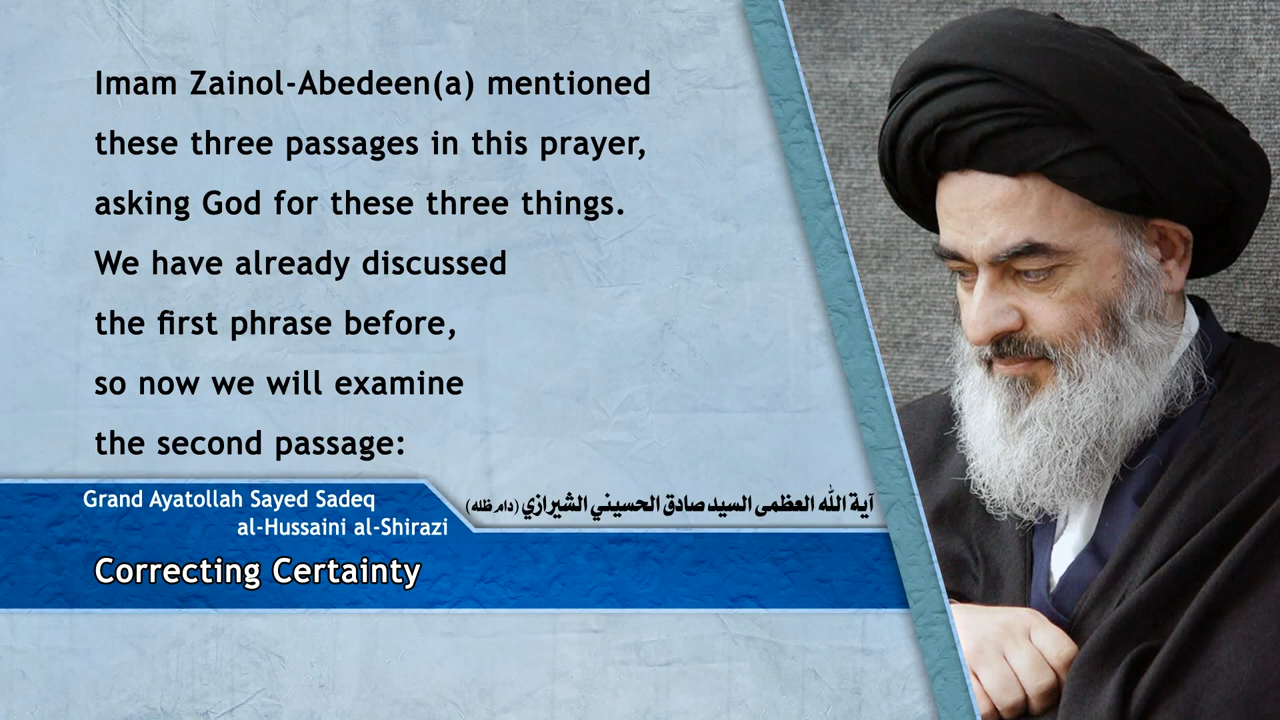 Imam Zainol-Abedeen(a) mentioned
these three passages in this prayer,
asking God for these three things.
We have already discussed
the first phrase before,
so now we will examine
the second passage:
Grand Ayatollah Sayed Sadeq
al-Hussaini al-Shirazi
آية الله العظمى السيد صادق الحسيني الشيرازي (دام ظله)
Correcting Certainty